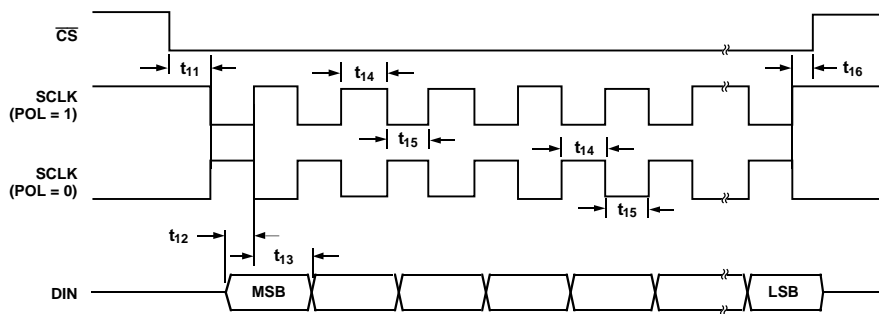 CS
t11
t14
t16
SCLK
(POL = 1)
t15
t14
SCLK
(POL = 0)
t15
t12
t13
DIN
MSB
LSB